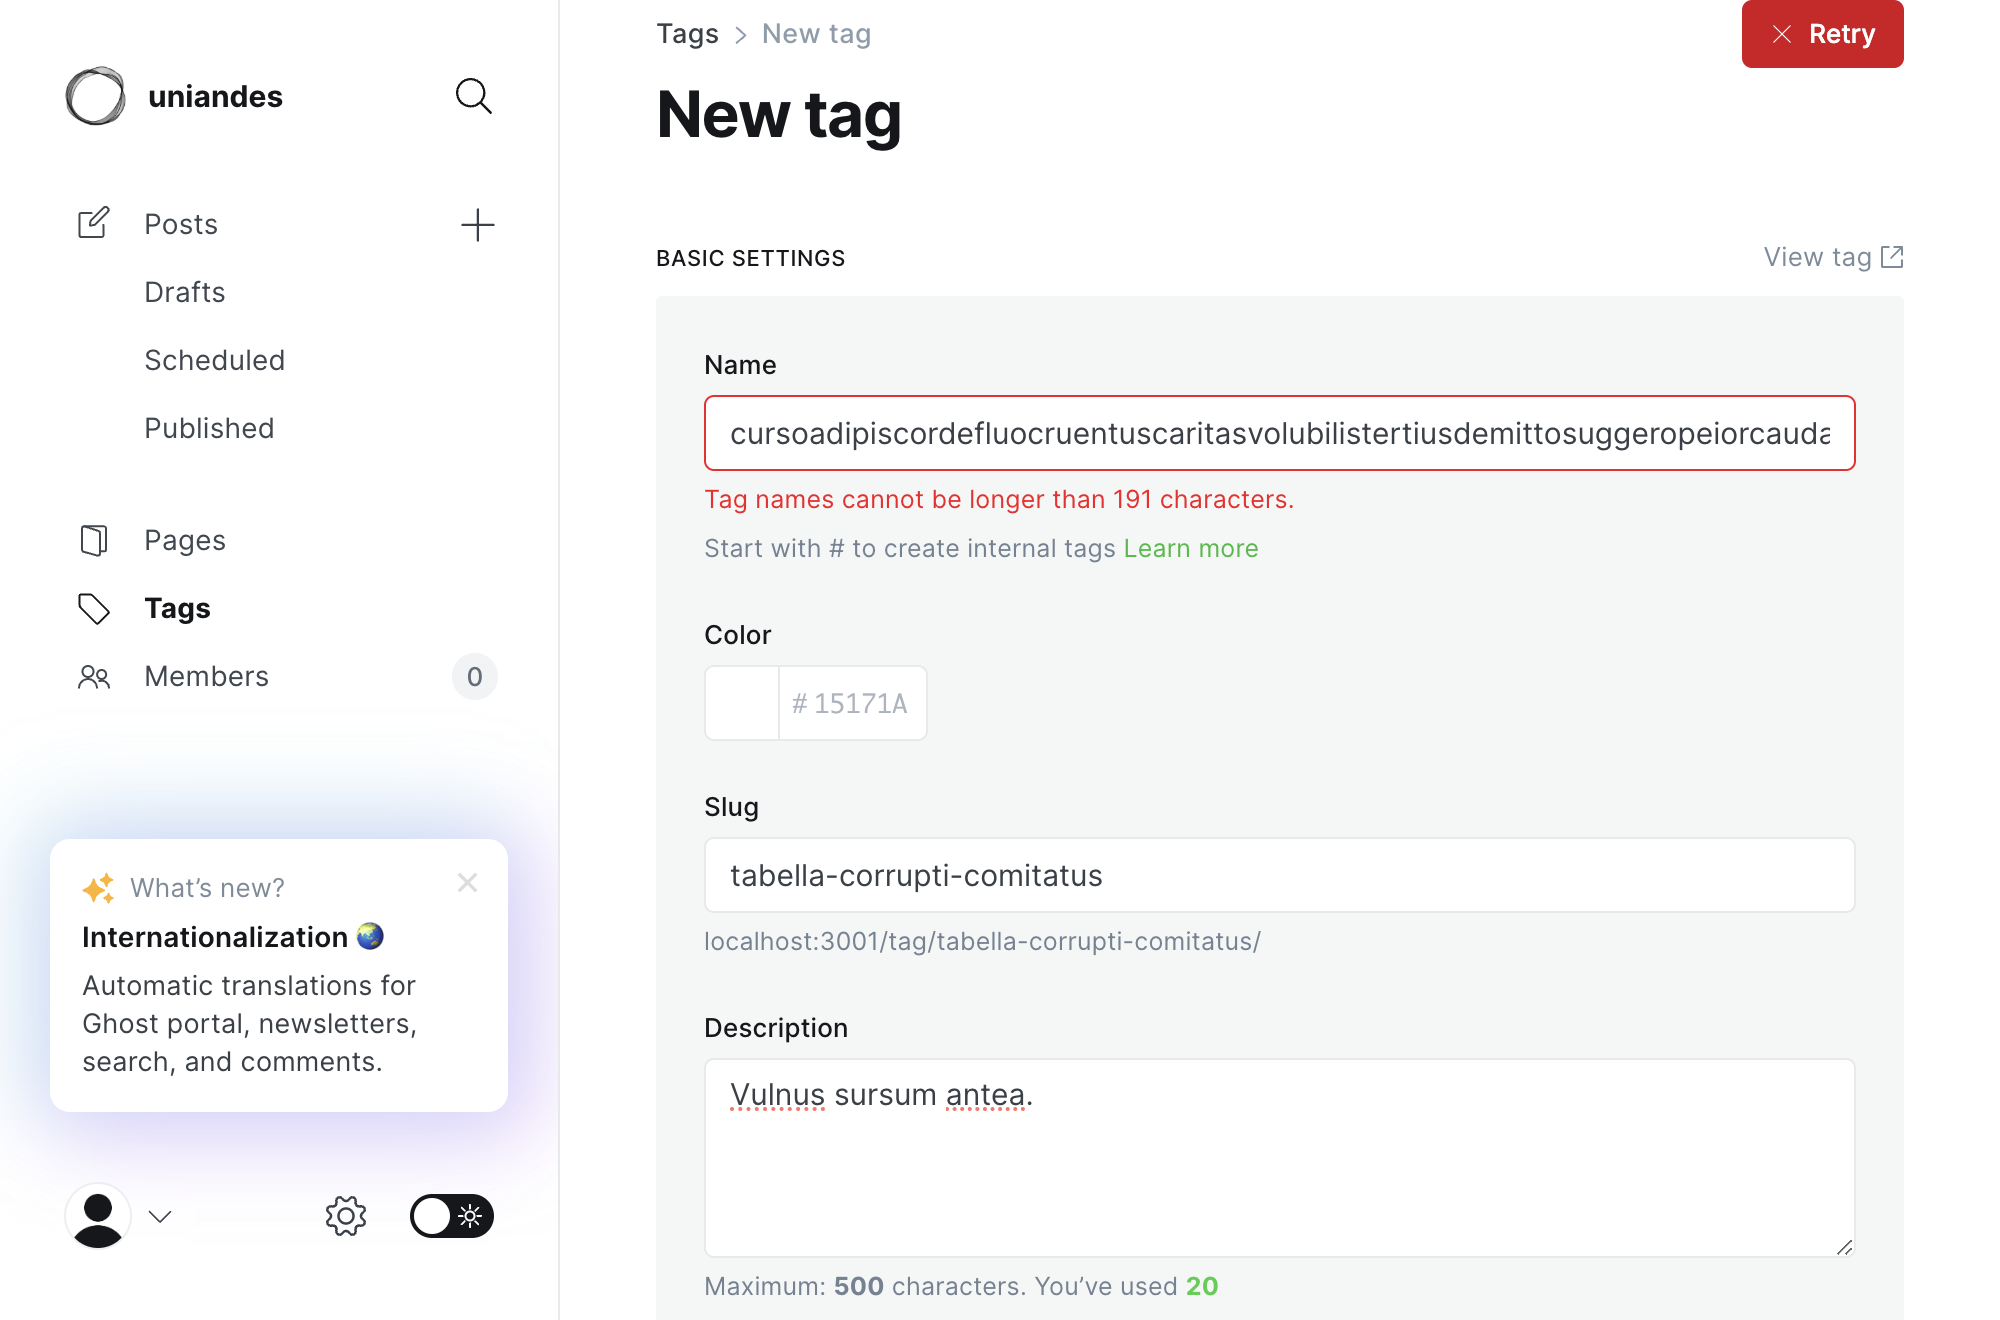 uniandes
Posts
Drafts
Scheduled
Published
Pages
Tags
Members
0
What's new?
Internationalization
Automatic translations for
Ghost portal, newsletters,
search, and comments.
Tags > New tag
Retry
New tag
BASIC SETTINGS
View tag
Name
cursoadipiscordefluocruentuscaritasvolubilistertiusdemittosuggeropeiorcauda
Tag names cannot be longer than 191 characters.
Start with # to create internal tags Learn more
Color
# 15171A
Slug
tabella-corrupti-comitatus
localhost:3001/tag/tabella-corrupti-comitatus/
Description
Vulnus sursum antea.
Maximum: 500 characters. You've used 20